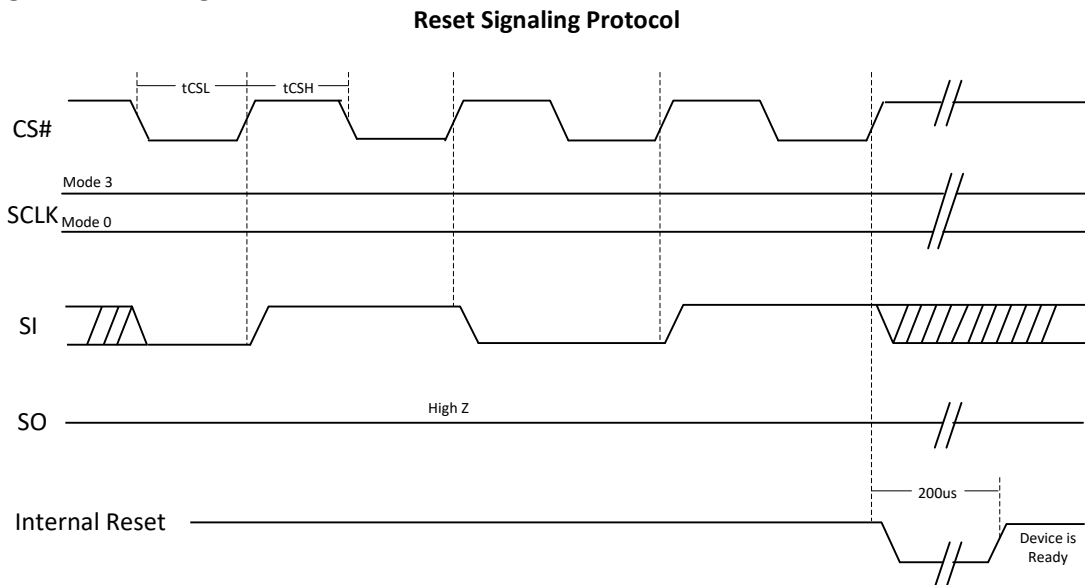 Reset Signaling Protocol
tCSL
tCSH
CS#
Mode 3
SCLK
Mode 0
SI
High Z
SO
200us
Internal Reset
Device is
Ready